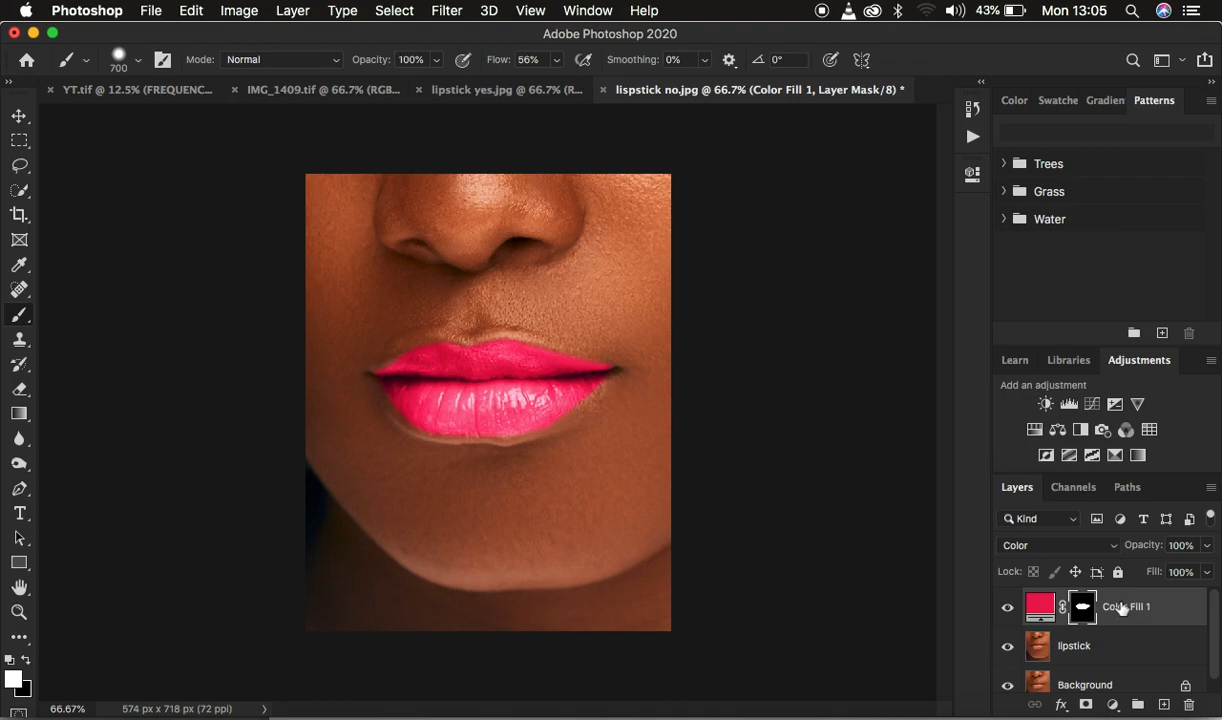 Photoshop File Edit Image Layer Type Select Filter 3D View Window Help 43% Mon 13:05
Adobe Photoshop 2020
700 Mode: Normal Opacity: 100% Flow: 56% Smoothing: 0% 0°
YT.tif @ 12.5% (FREQUENC... IMG_1409.tif @ 66.7% (RGB... lipstick yes.jpg @ 66.7% (R... lispstick no.jpg @ 66.7% (Color Fill 1, Layer Mask/8) *
Color Swatche Gradien Patterns
Trees
Grass
Water
Learn Libraries Adjustments
Add an adjustment
Layers Channels Paths
Kind
Color Opacity: 100%
Lock: Fill: 100%
Color Fill 1
lipstick
Background
66.67% 574 px x 718 px (72 ppi)